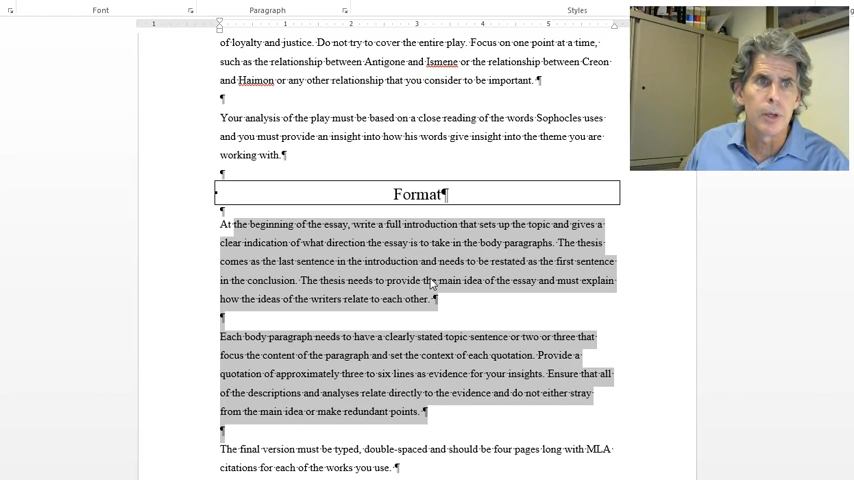 Font
Paragraph
Styles
1 1 2 3 4 5
of loyalty and justice. Do not try to cover the entire play. Focus on one point at a time,
such as the relationship between Antigone and Ismene or the relationship between Creon
and Haimon or any other relationship that you consider to be important. ¶
¶
Your analysis of the play must be based on a close reading of the words Sophocles uses
and you must provide an insight into how his words give insight into the theme you are
working with.¶
¶
Format¶
¶
At the beginning of the essay, write a full introduction that sets up the topic and gives a
clear indication of what direction the essay is to take in the body paragraphs. The thesis
comes as the last sentence in the introduction and needs to be restated as the first sentence
in the conclusion. The thesis needs to provide the main idea of the essay and must explain
how the ideas of the writers relate to each other. ¶
¶
Each body paragraph needs to have a clearly stated topic sentence or two or three that
focus the content of the paragraph and set the context of each quotation. Provide a
quotation of approximately three to six lines as evidence for your insights. Ensure that all
of the descriptions and analyses relate directly to the evidence and do not either stray
from the main idea or make redundant points. ¶
¶
The final version must be typed, double-spaced and should be four pages long with MLA
citations for each of the works you use. ¶